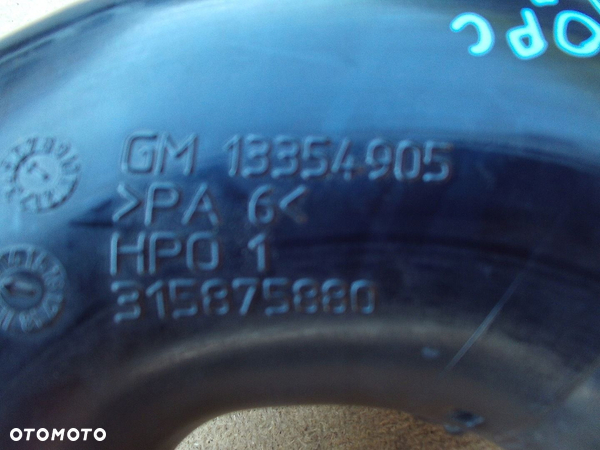 OPC
GM 13354905
>PA 6<
HPO 1
315875880
OTOMOTO